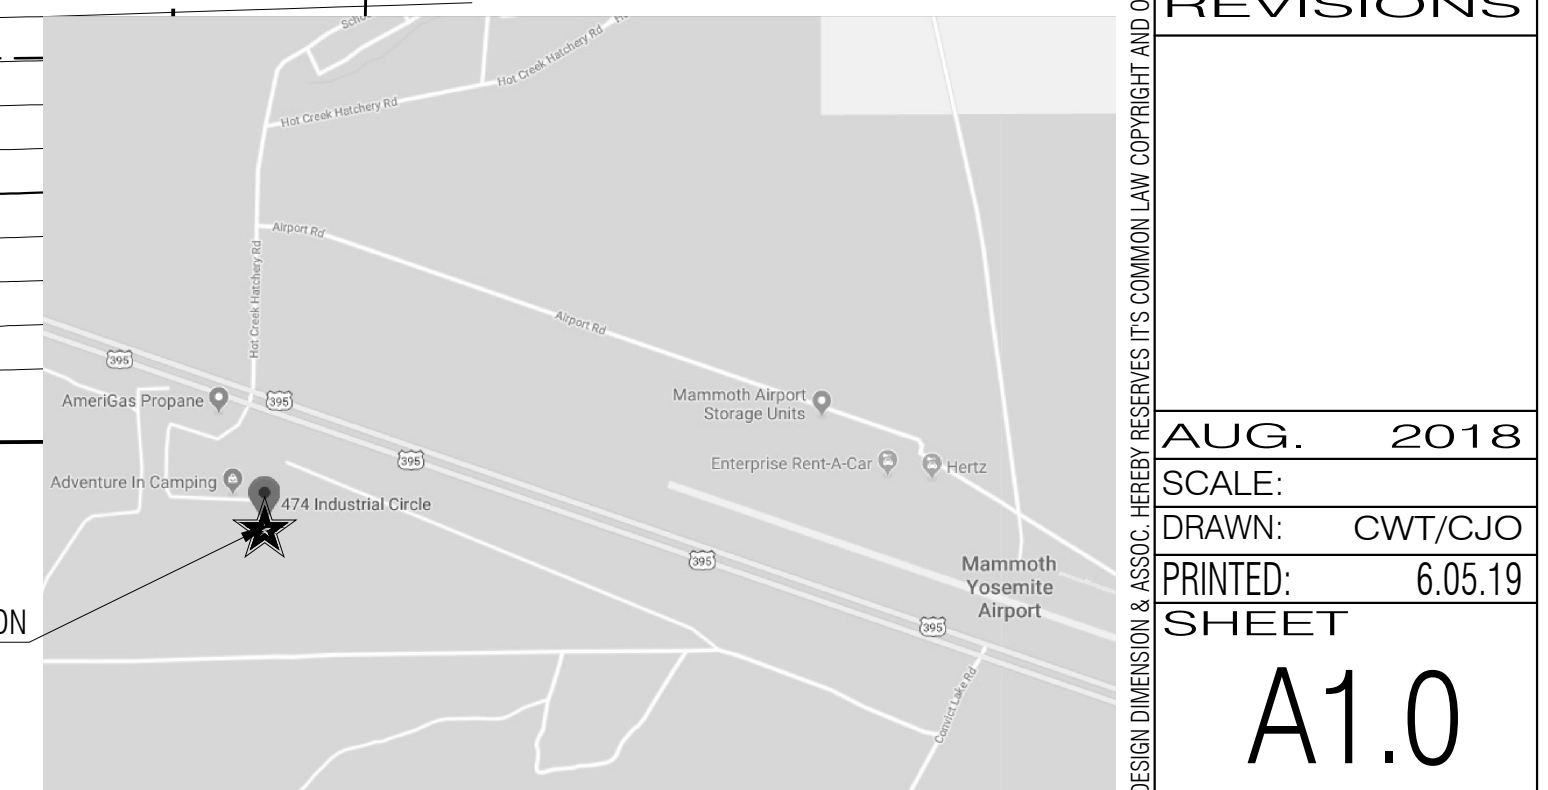 Scho
Hot Creek Hatchery Rd
Hot Creek Hatchery Rd
Hot Creek Hatchery Rd
Airport Rd
Airport Rd
395
AmeriGas Propane
395
Mammoth Airport
Storage Units
395
Enterprise Rent-A-Car
Hertz
Adventure In Camping
474 Industrial Circle
395
Mammoth
Yosemite
Airport
395
ON
Convict Lake Rd
DESIGN DIMENSION & ASSOC. HEREBY RESERVES IT'S COMMON LAW COPYRIGHT AND O
REVISIONS
AUG. 2018
SCALE:
DRAWN: CWT/CJO
PRINTED: 6.05.19
SHEET
A1.0